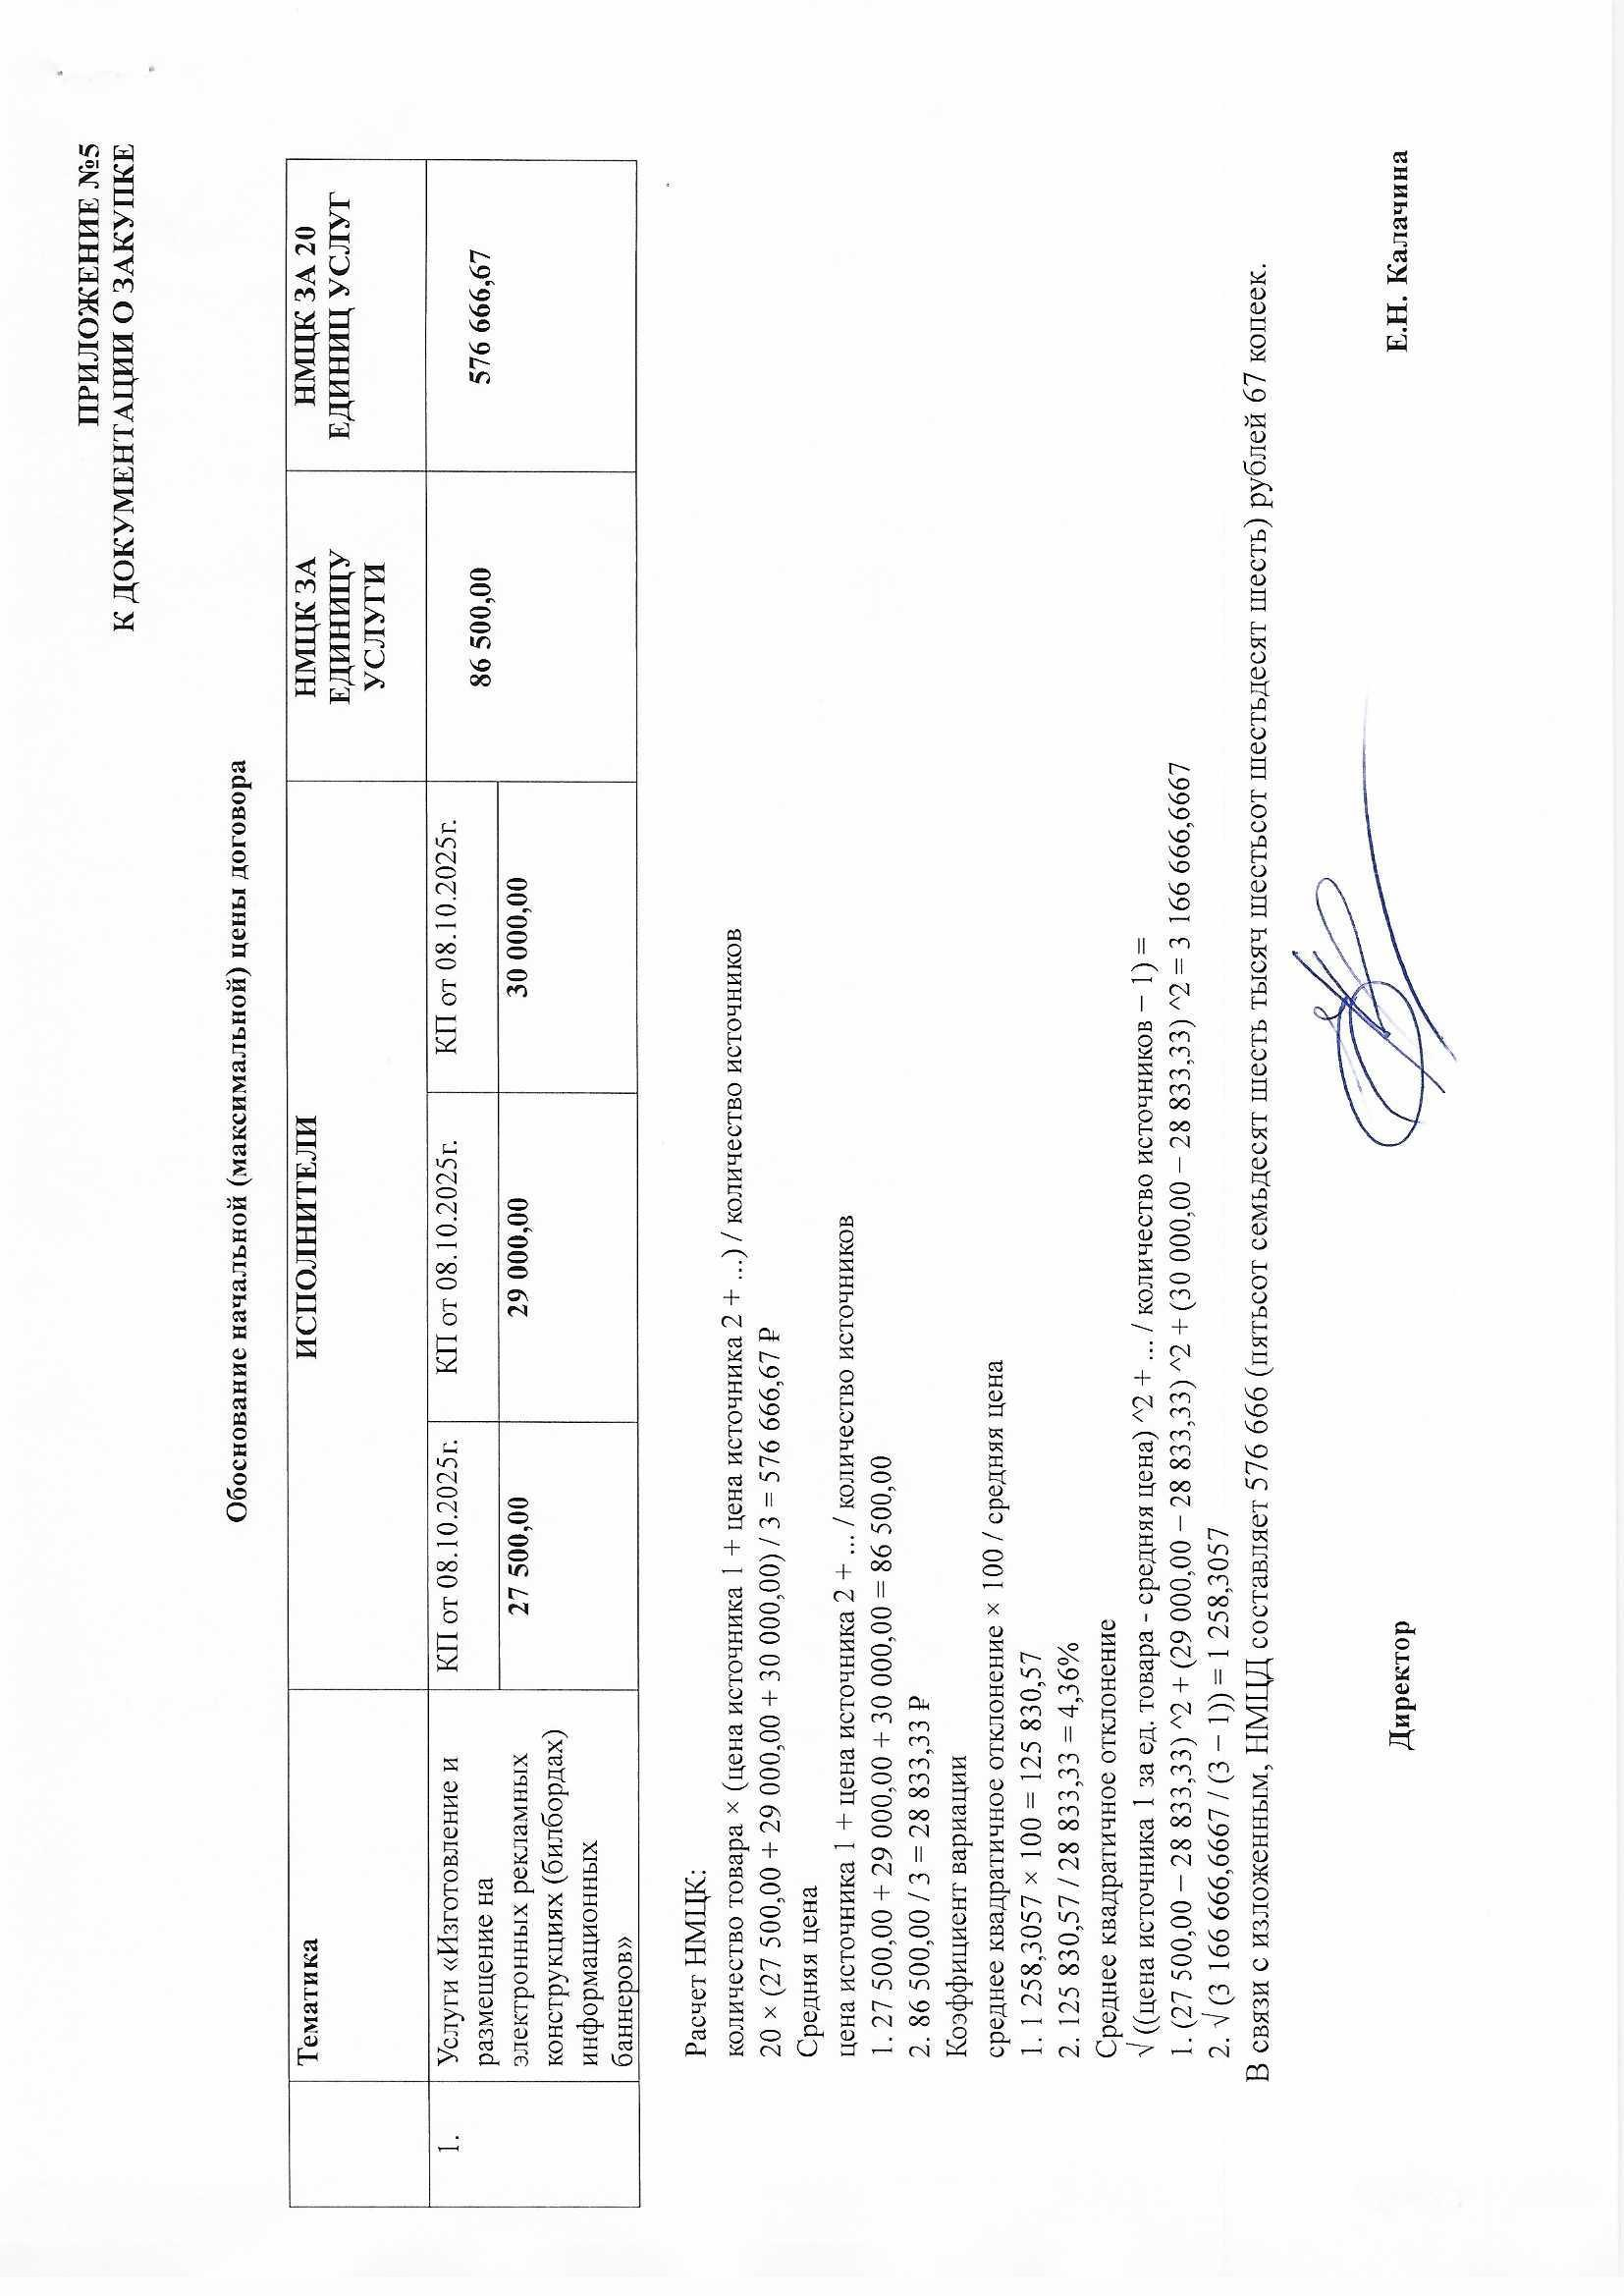 ПРИЛОЖЕНИЕ №5
К ДОКУМЕНТАЦИИ О ЗАКУПКЕ
Обоснование начальной (максимальной) цены договора
Тематика
ИСПОЛНИТЕЛИ
НМЦК ЗА
ЕДИНИЦУ
УСЛУГИ
НМЦК ЗА 20
ЕДИНИЦ УСЛУГ
1.
Услуги «Изготовление и
размещение на
электронных рекламных
конструкциях (билбордах)
информационных
баннеров»
КП от 08.10.2025г.
КП от 08.10.2025г.
КП от 08.10.2025г.
27 500,00
29 000,00
30 000,00
86 500,00
576 666,67
Расчет НМЦК:
количество товара × (цена источника 1 + цена источника 2 + ...) / количество источников
20 × (27 500,00 + 29 000,00 + 30 000,00) / 3 = 576 666,67 ₽
Средняя цена
цена источника 1 + цена источника 2 + ... / количество источников
1. 27 500,00 + 29 000,00 + 30 000,00 = 86 500,00
2. 86 500,00 / 3 = 28 833,33 ₽
Коэффициент вариации
среднее квадратичное отклонение × 100 / средняя цена
1. 1 258,3057 × 100 = 125 830,57
2. 125 830,57 / 28 833,33 = 4,36%
Среднее квадратичное отклонение
√ ((цена источника 1 за ед. товара - средняя цена) ^2 + ... / количество источников – 1) =
1. (27 500,00 – 28 833,33) ^2 + (29 000,00 – 28 833,33) ^2 + (30 000,00 – 28 833,33) ^2 = 3 166 666,6667
2. √ (3 166 666,6667 / (3 – 1)) = 1 258,3057
В связи с изложенным, НМЦД составляет 576 666 (пятьсот семьдесят шесть тысяч шестьсот шестьдесят шесть) рублей 67 копеек.
Директор
Е.Н. Калачина